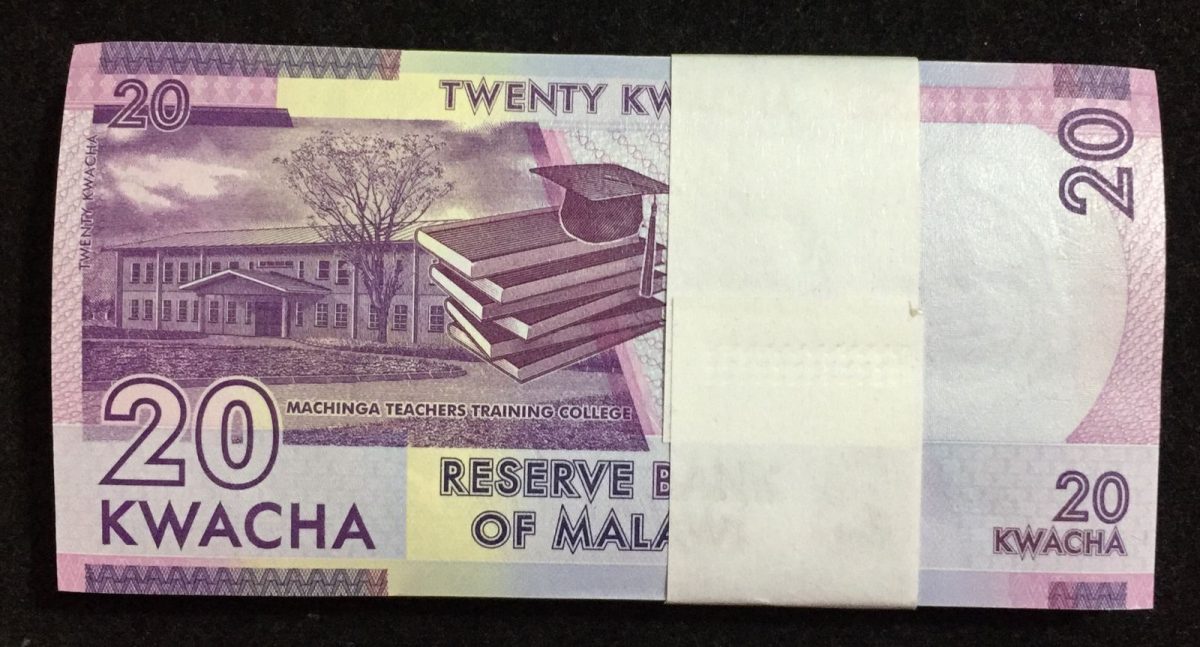 20
TWENTY KW
20
TWENTY KWACHA
MACHINGA TEACHERS TRAINING COLLEGE
20
KWACHA
RESERVE B
OF MALA
20
KWACHA